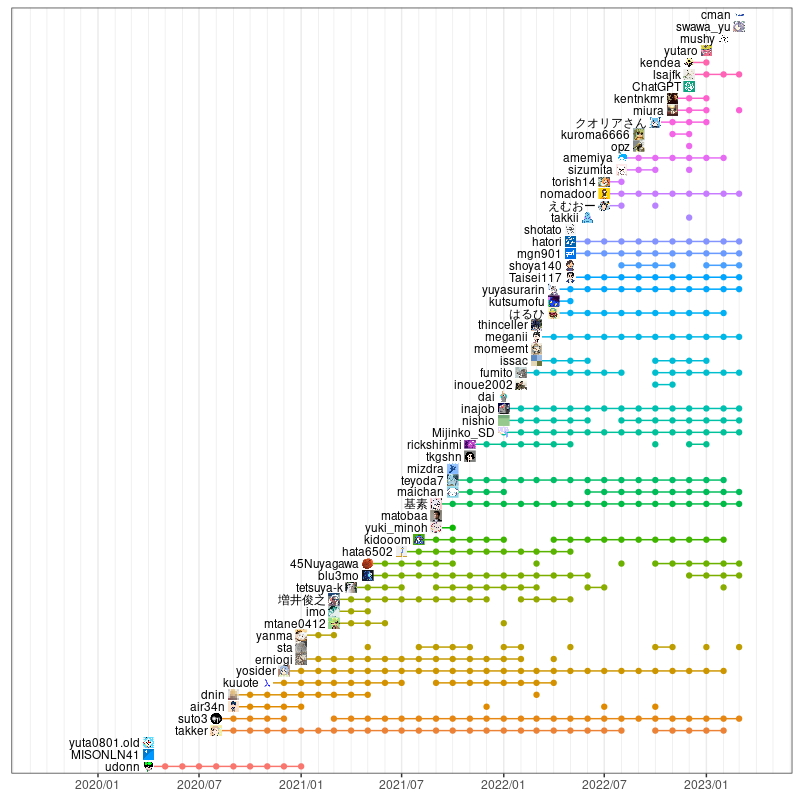 cman
swawa_yu
mushy
yutaro
kendea
lsajfk
ChatGPT
kentnkmr
miura
クオリアさん
kuroma6666
opz
amemiya
sizumita
torish14
nomadoor
えむおー
takkii
shotato
hatori
mgn901
shoya140
Taisei117
yuyasurarin
kutsumofu
はるひ
thinceller
meganii
momeemt
issac
fumito
inoue2002
dai
inajob
nishio
Mijinko_SD
rickshinmi
tkgshn
mizdra
teyoda7
maichan
基素
matobaa
yuki_minoh
kidooom
hata6502
45Nuyagawa
blu3mo
tetsuya-k
増井俊之
imo
mtane0412
yanma
sta
erniogi
yosider
kuuote
dnin
air34n
suto3
takker
yuta0801.old
MISONLN41
udonn
2020/01 2020/07 2021/01 2021/07 2022/01 2022/07 2023/01